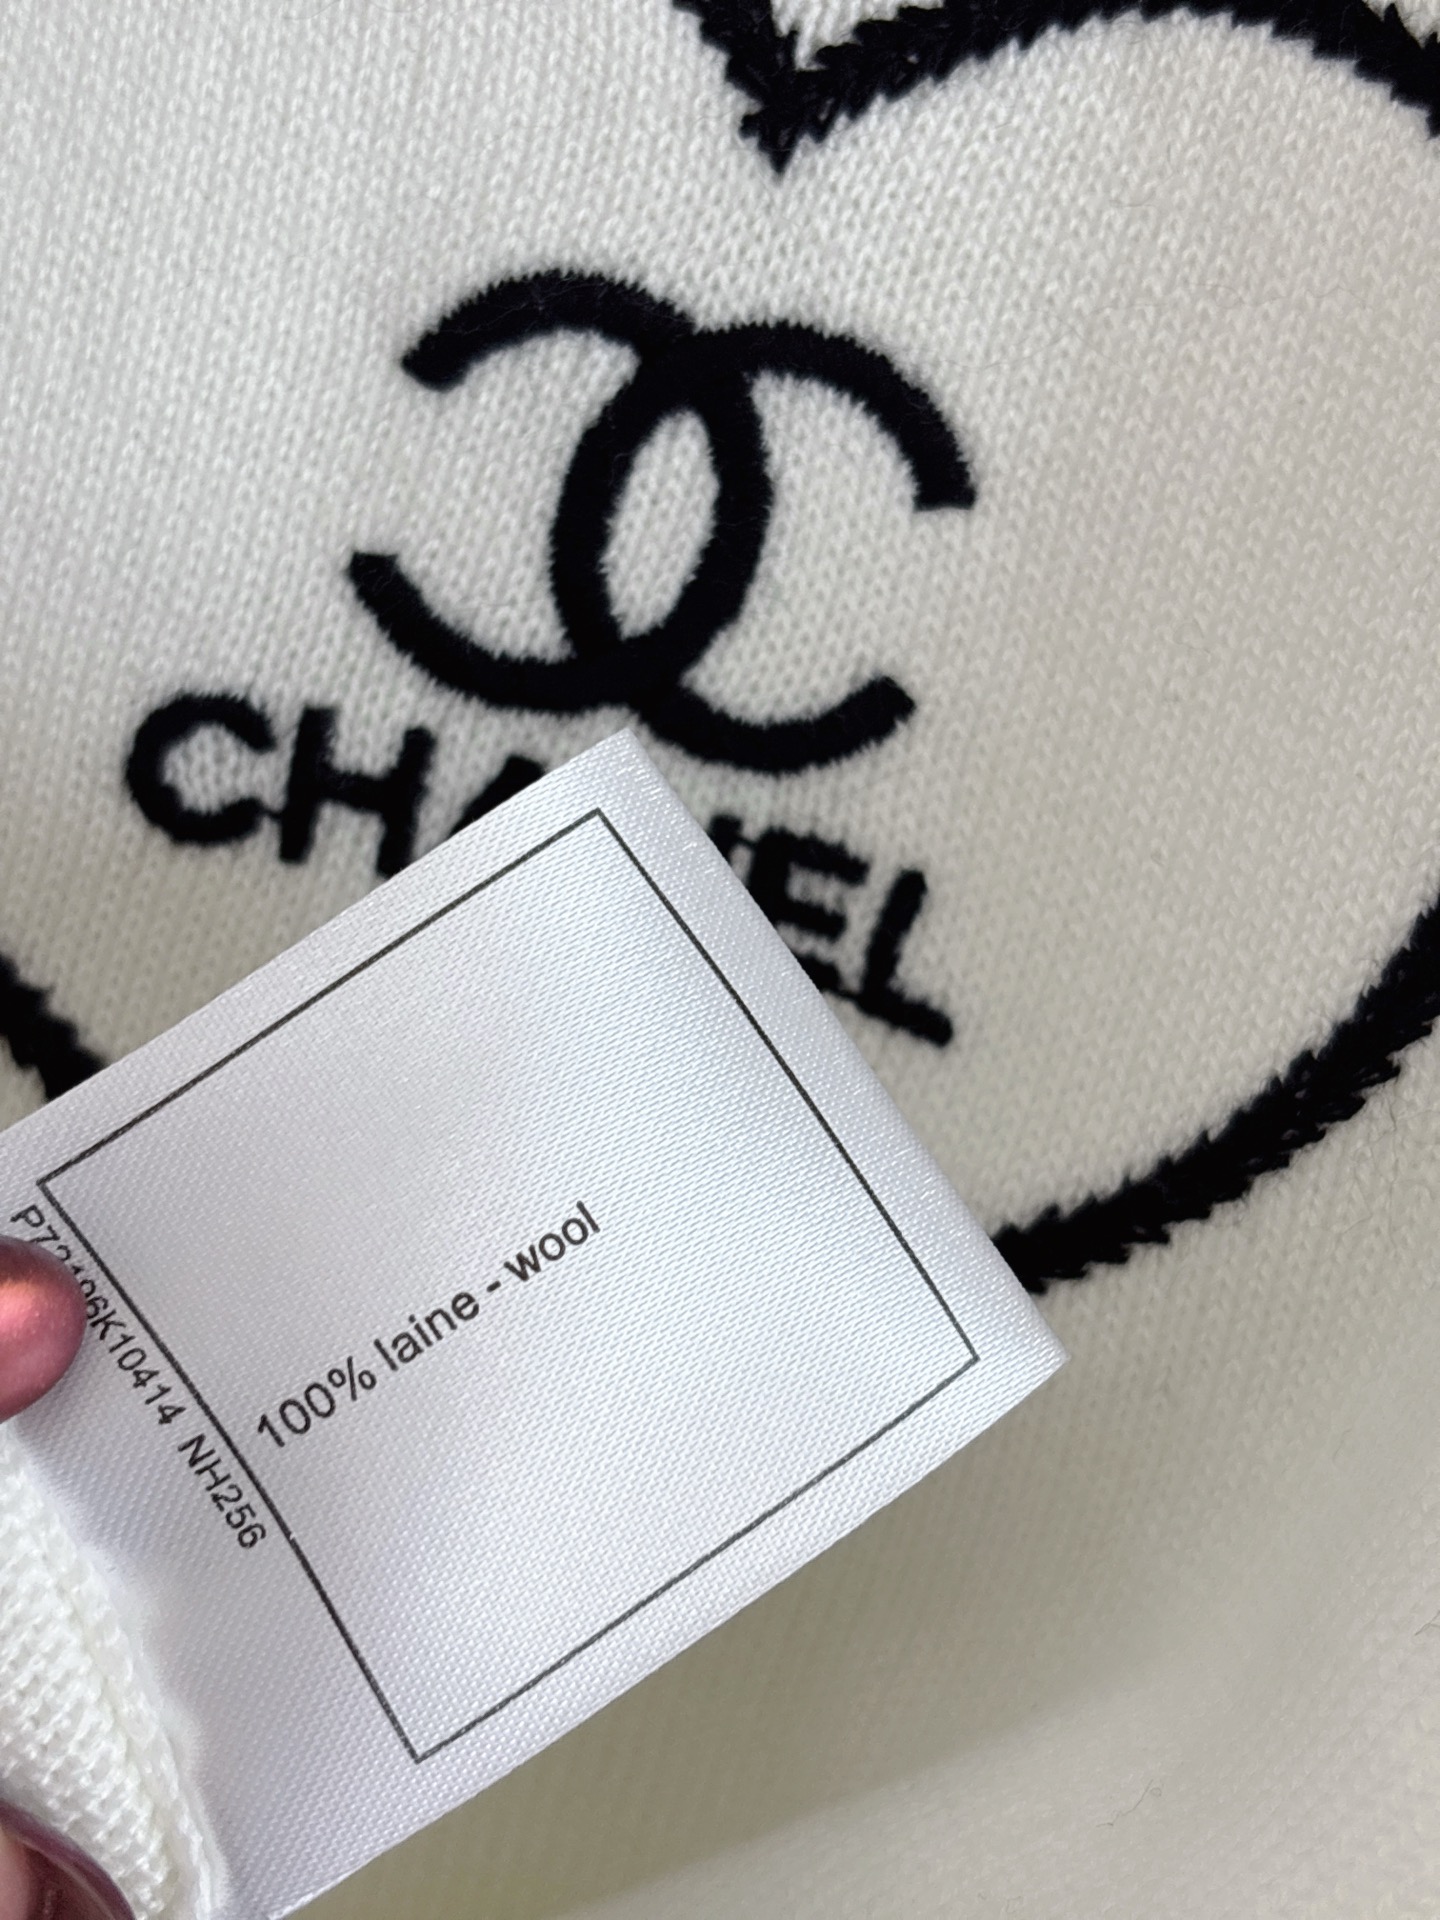 CHANEL
100% laine - wool
NH256